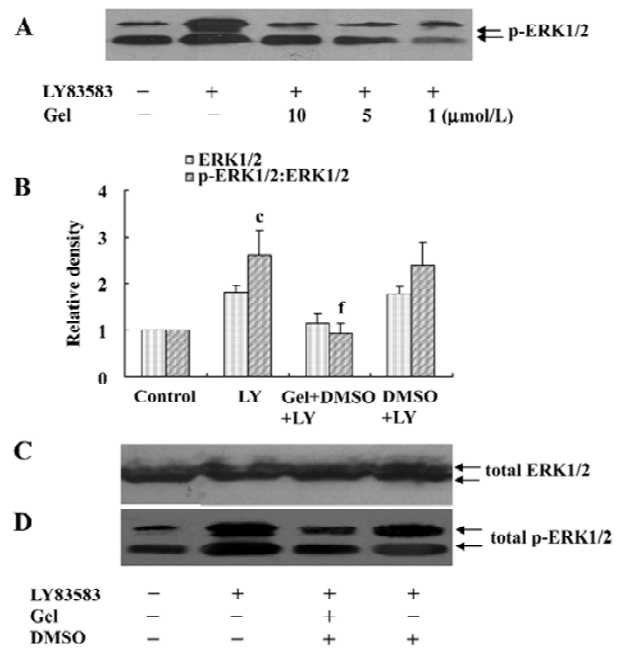 A
p-ERK1/2
LY83583 − + + + +
Gel − − 10 5 1 (μmol/L)
B
ERK1/2
p-ERK1/2:ERK1/2
Relative density
4
3
2
1
0
c
f
Control LY Gel+DMSO DMSO
+LY +LY
C
total ERK1/2
D
total p-ERK1/2
LY83583 − + + +
Gel − − + −
DMSO − − + +